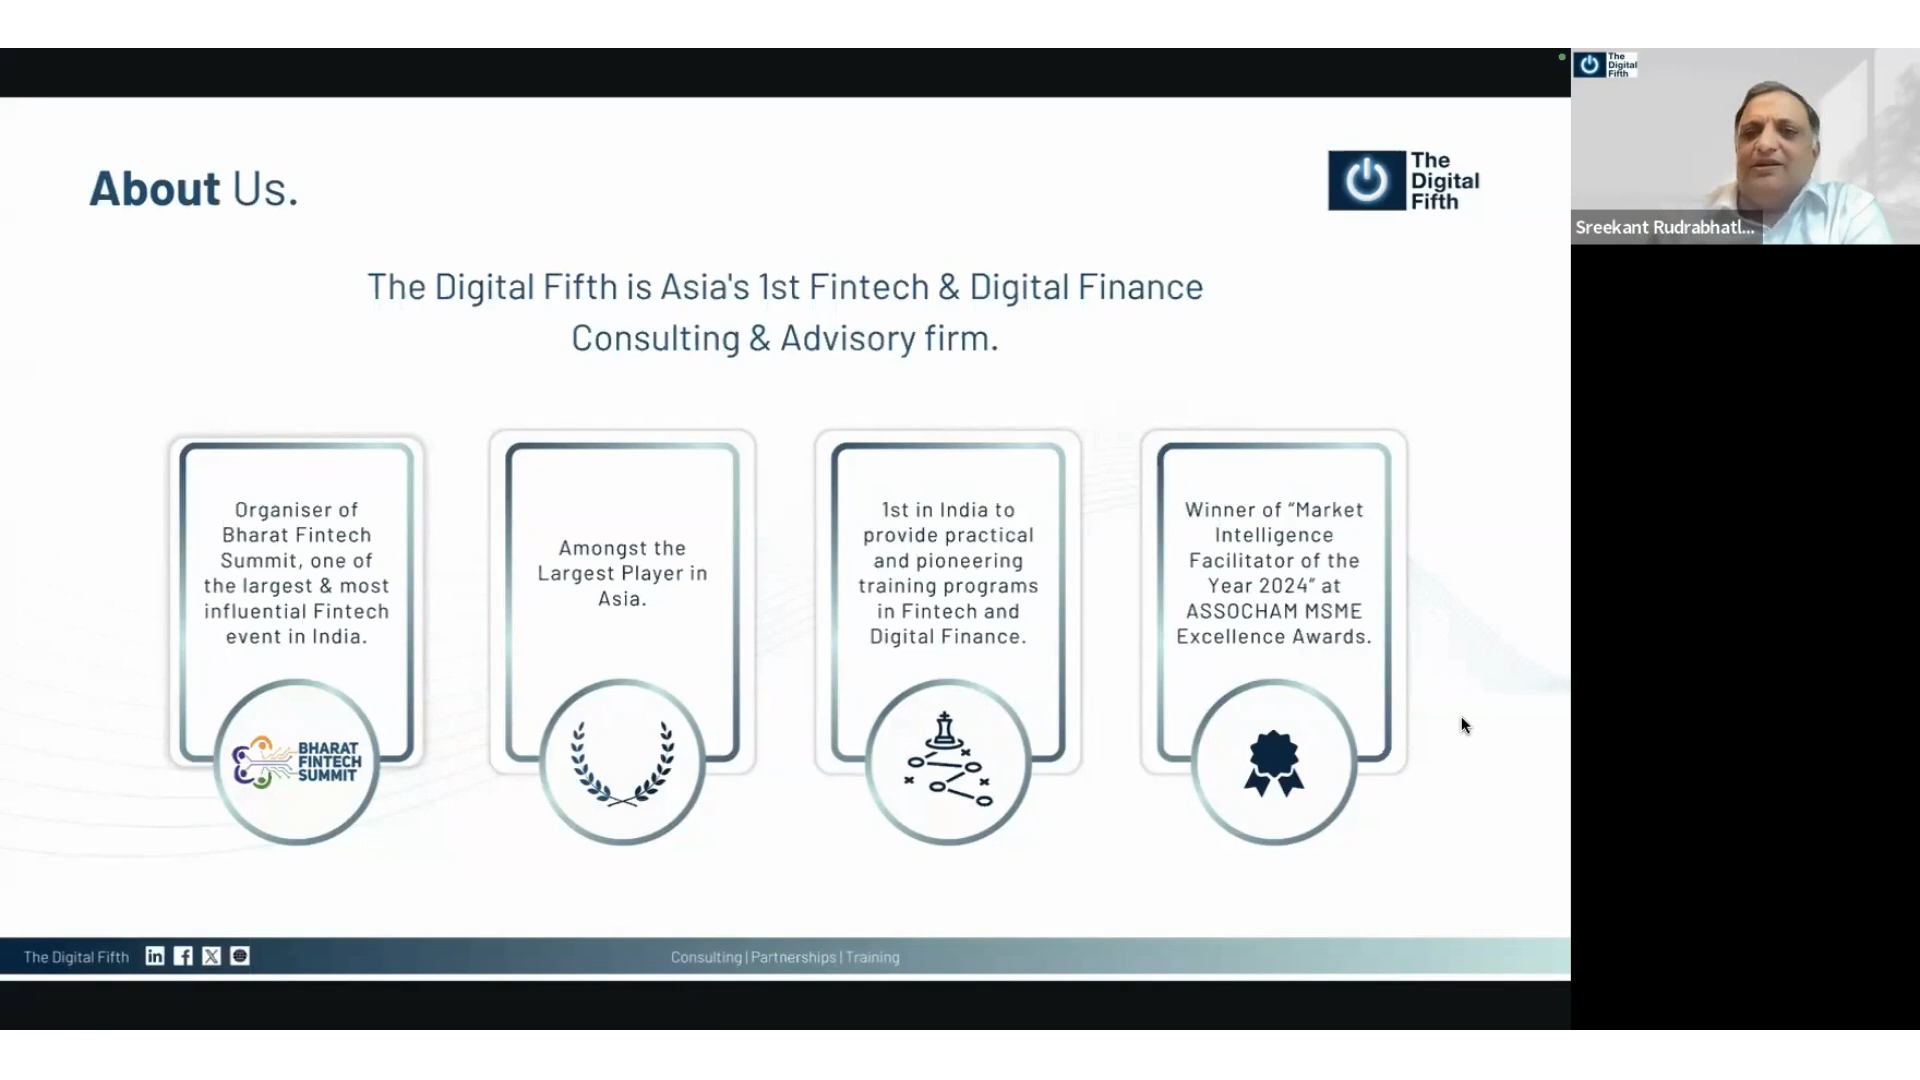 About Us.
The
Digital
Fifth
The Digital Fifth is Asia's 1st Fintech & Digital Finance
Consulting & Advisory firm.
Organiser of
Bharat Fintech
Summit, one of
the largest & most
influential Fintech
event in India.
BHARAT
FINTECH
SUMMIT
Amongst the
Largest Player in
Asia.
1st in India to
provide practical
and pioneering
training programs
in Fintech and
Digital Finance.
Winner of “Market
Intelligence
Facilitator of the
Year 2024” at
ASSOCHAM MSME
Excellence Awards.
The Digital Fifth
Consulting | Partnerships | Training
The
Digital
Fifth
Sreekant Rudrabhatl...